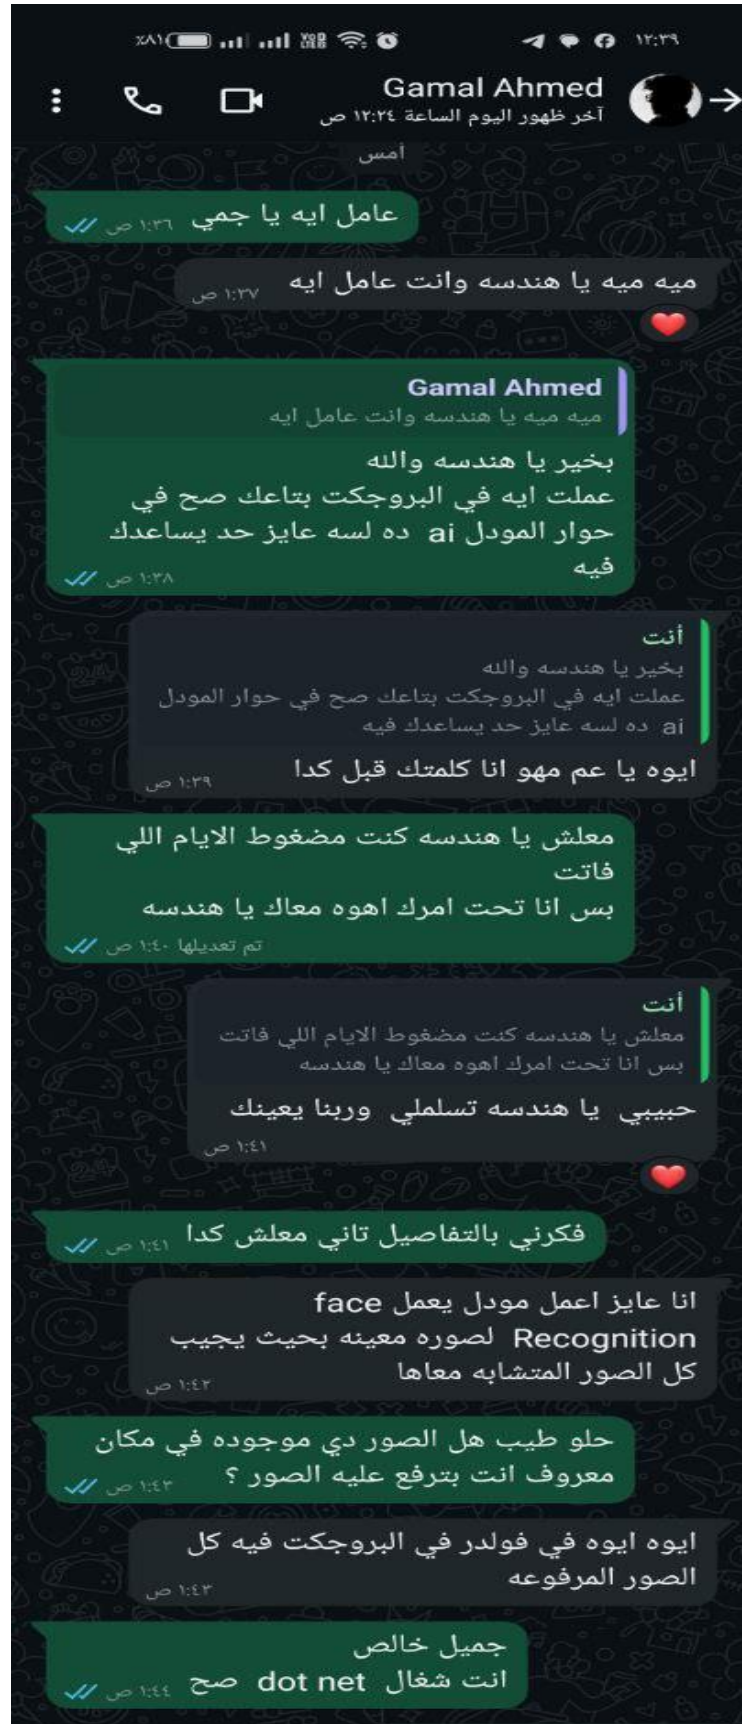 ١٢:٣٩
٪٨١
Gamal Ahmed
آخر ظهور اليوم الساعة ١٢:٢٤ ص
أمس
عامل ايه يا جمي
١:٣٦ ص
ميه ميه يا هندسه وانت عامل ايه
١:٣٧ ص
Gamal Ahmed
ميه ميه يا هندسه وانت عامل ايه
بخير يا هندسه والله
عملت ايه في البروجكت بتاعك صح في
حوار المودل ai ده لسه عايز حد يساعدك
فيه
١:٣٨ ص
أنت
بخير يا هندسه والله
عملت ايه في البروجكت بتاعك صح في حوار المودل
ai ده لسه عايز حد يساعدك فيه
ايوه يا عم مهو انا كلمتك قبل كدا
١:٣٩ ص
معلش يا هندسه كنت مضغوط الايام اللي
فاتت
بس انا تحت امرك اهوه معاك يا هندسه
تم تعديلها ١:٤٠ ص
أنت
معلش يا هندسه كنت مضغوط الايام اللي فاتت
بس انا تحت امرك اهوه معاك يا هندسه
حبيبي يا هندسه تسلملي وربنا يعينك
١:٤١ ص
فكرني بالتفاصيل تاني معلش كدا
١:٤١ ص
انا عايز اعمل مودل يعمل face
Recognition لصوره معينه بحيث يجيب
كل الصور المتشابه معاها
١:٤٢ ص
حلو طيب هل الصور دي موجوده في مكان
معروف انت بترفع عليه الصور ؟
١:٤٣ ص
ايوه ايوه في فولدر في البروجكت فيه كل
الصور المرفوعه
١:٤٣ ص
جميل خالص
انت شغال dot net صح
١:٤٤ ص